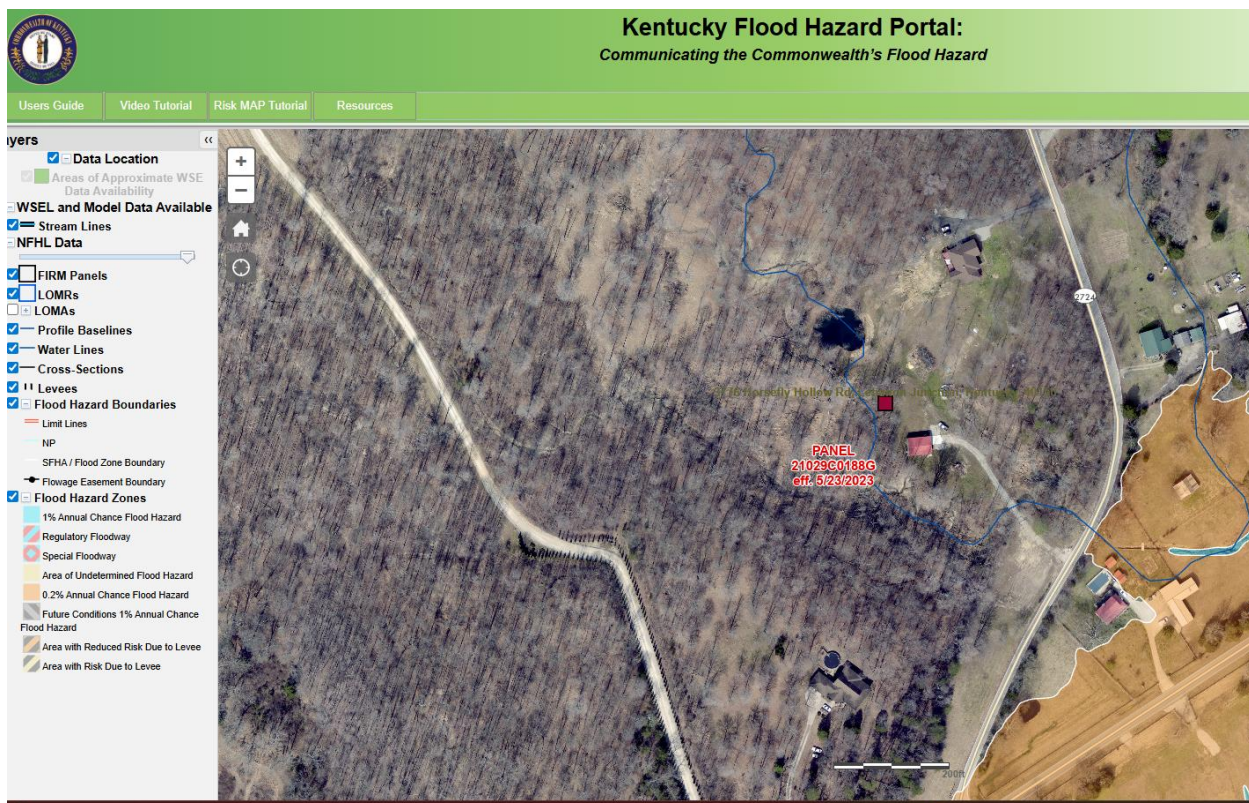 Kentucky Flood Hazard Portal:
Communicating the Commonwealth's Flood Hazard
Users Guide
Video Tutorial
Risk MAP Tutorial
Resources
yers
Data Location
Areas of Approximate WSE
Data Availability
WSEL and Model Data Available
Stream Lines
NFHL Data
FIRM Panels
LOMRs
LOMAs
Profile Baselines
Water Lines
Cross-Sections
Levees
Flood Hazard Boundaries
Limit Lines
NP
SFHA / Flood Zone Boundary
Flowage Easement Boundary
Flood Hazard Zones
1% Annual Chance Flood Hazard
Regulatory Floodway
Special Floodway
Area of Undetermined Flood Hazard
0.2% Annual Chance Flood Hazard
Future Conditions 1% Annual Chance
Flood Hazard
Area with Reduced Risk Due to Levee
Area with Risk Due to Levee
2724
Hollow Rd
PANEL
21029C0188G
eff. 5/23/2023
200ft